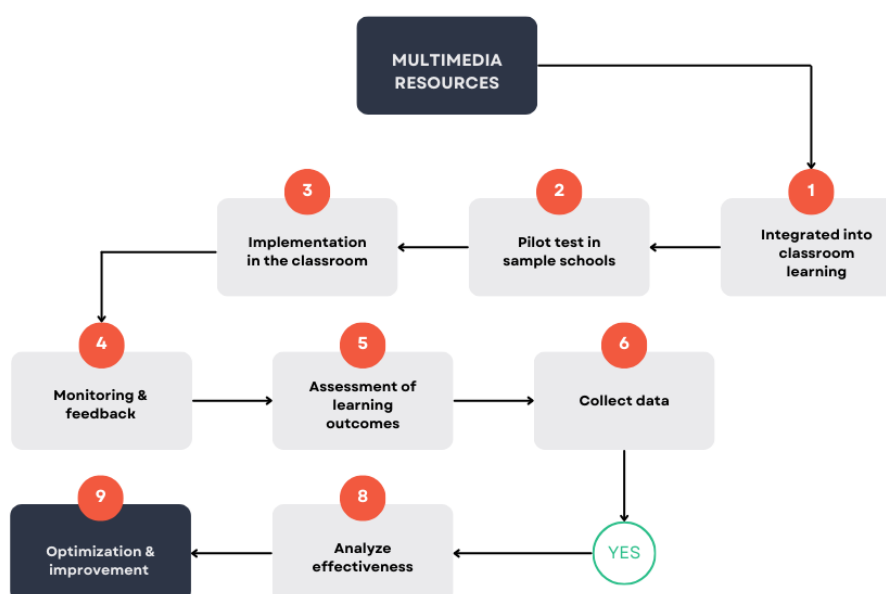 MULTIMEDIA
RESOURCES
1
Integrated into
classroom
learning
2
Pilot test in
sample schools
3
Implementation
in the classroom
4
Monitoring &
feedback
5
Assessment of
learning
outcomes
6
Collect data
YES
8
Analyze
effectiveness
9
Optimization &
improvement